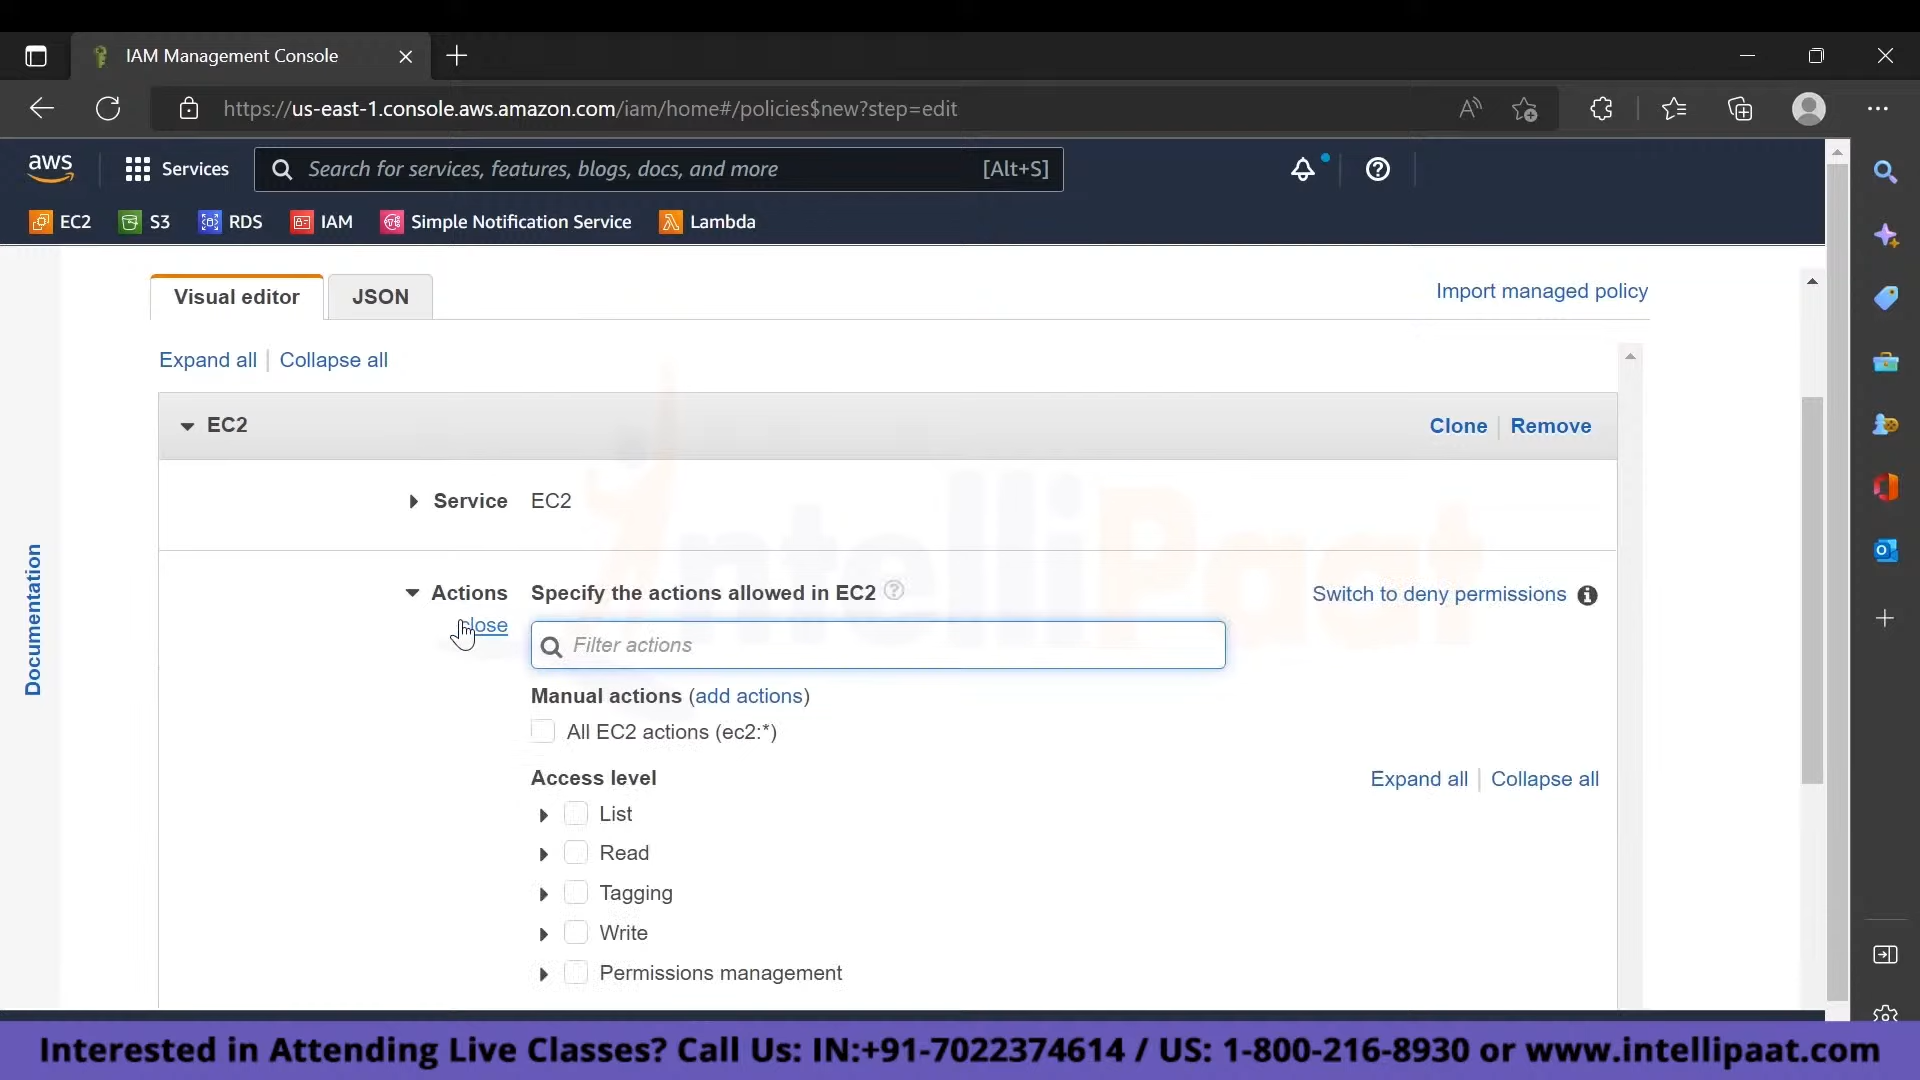 IAM Management Console
https://us-east-1.console.aws.amazon.com/iam/home#/policies$new?step=edit
aws
Services
Search for services, features, blogs, docs, and more
[Alt+S]
EC2
S3
RDS
IAM
Simple Notification Service
Lambda
Visual editor
JSON
Import managed policy
Expand all
Collapse all
EC2
Clone
Remove
Service
EC2
Actions
Specify the actions allowed in EC2
Switch to deny permissions
close
Filter actions
Manual actions (add actions)
All EC2 actions (ec2:*)
Access level
Expand all
Collapse all
List
Read
Tagging
Write
Permissions management
Documentation
IntelliPaat
Interested in Attending Live Classes? Call Us: IN:+91-7022374614 / US: 1-800-216-8930 or www.intellipaat.com